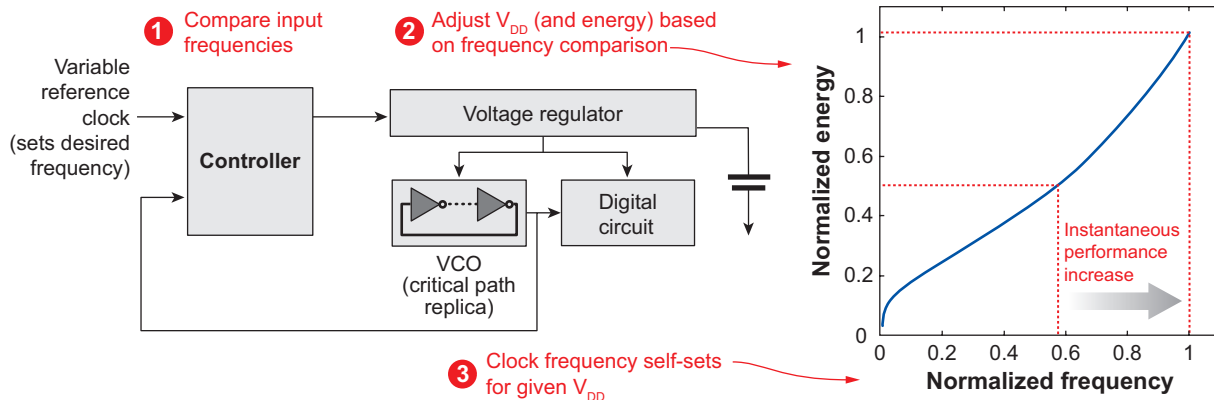 1 Compare input
frequencies
2 Adjust VDD (and energy) based
on frequency comparison
Variable
reference
clock
(sets desired
frequency)
Controller
Voltage regulator
Digital
circuit
VCO
(critical path
replica)
3 Clock frequency self-sets
for given VDD
Normalized energy
1
0.8
0.6
0.4
0.2
0
Instantaneous
performance
increase
0 0.2 0.4 0.6 0.8 1
Normalized frequency